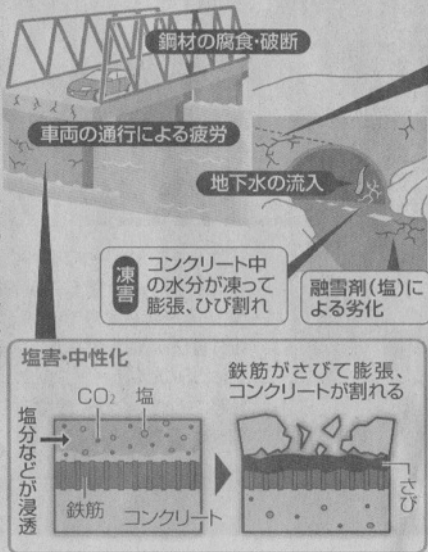 鋼材の腐食・破断
車両の通行による疲労
地下水の流入
凍害
コンクリート中
の水分が凍って
膨張、ひび割れ
融雪剤(塩)に
よる劣化
塩害・中性化
CO₂
塩
塩分などが浸透
鉄筋
コンクリート
鉄筋がさびて膨張、
コンクリートが割れる
さび